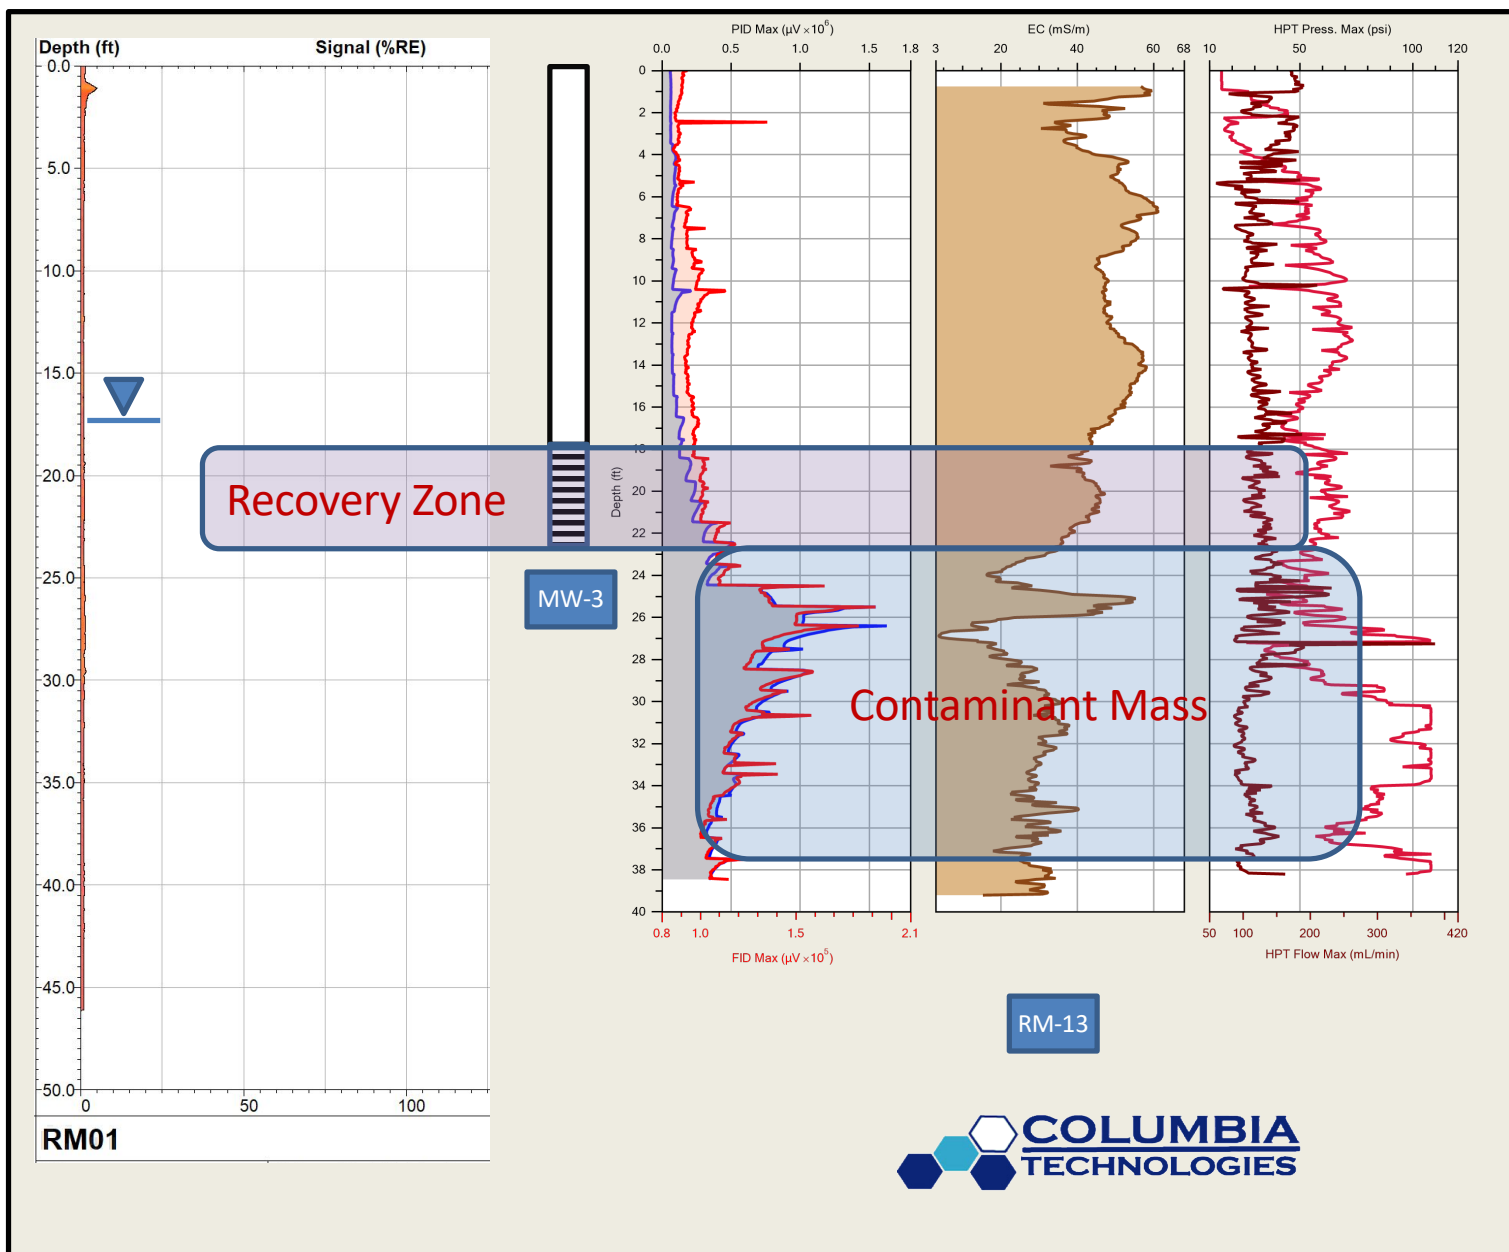 Depth (ft)
Signal (%RE)
0.0
5.0
10.0
15.0
20.0
25.0
30.0
35.0
40.0
45.0
50.0
0
50
100
RM01
Recovery Zone
MW-3
PID Max (µV ×10⁶)
0.0 0.5 1.0 1.5 1.8
EC (mS/m)
3 20 40 60 68
HPT Press. Max (psi)
10 50 100 120
Depth (ft)
0
2
4
6
8
10
12
14
16
18
20
22
24
26
28
30
32
34
36
38
40
Contaminant Mass
0.8 1.0 1.5 2.1
FID Max (µV ×10⁵)
50 100 200 300 420
HPT Flow Max (mL/min)
RM-13
COLUMBIA
TECHNOLOGIES